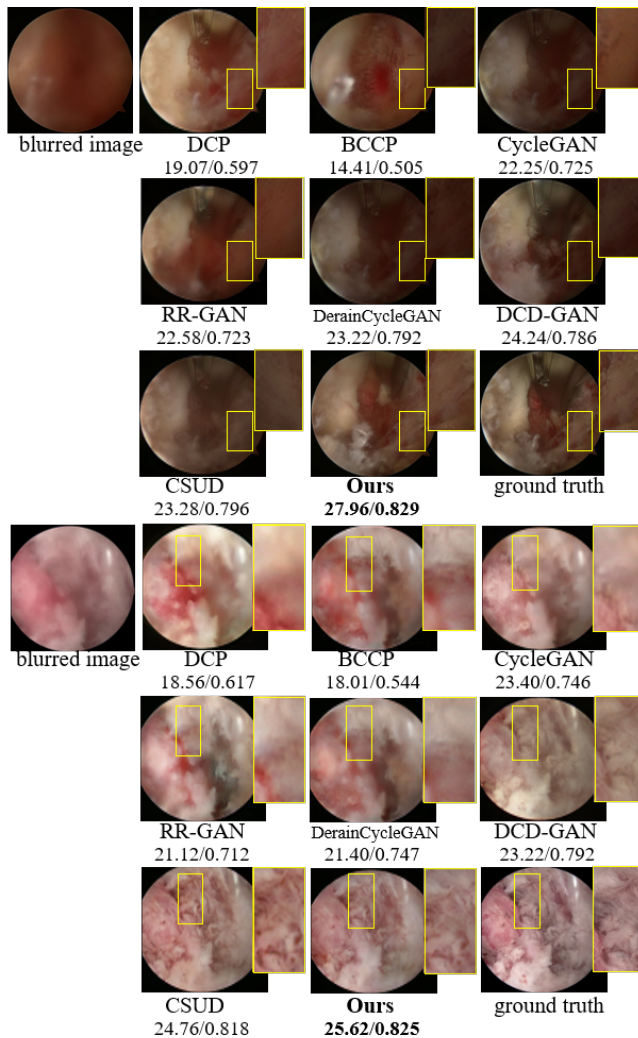 blurred image
DCP
BCCP
CycleGAN
19.07/0.597
14.41/0.505
22.25/0.725
RR-GAN
DerainCycleGAN
DCD-GAN
22.58/0.723
23.22/0.792
24.24/0.786
CSUD
Ours
ground truth
23.28/0.796
27.96/0.829
blurred image
DCP
BCCP
CycleGAN
18.56/0.617
18.01/0.544
23.40/0.746
RR-GAN
DerainCycleGAN
DCD-GAN
21.12/0.712
21.40/0.747
23.22/0.792
CSUD
Ours
ground truth
24.76/0.818
25.62/0.825